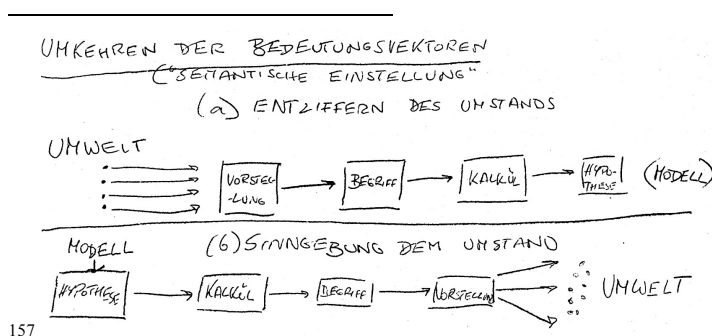 UMKEHREN DER BEDEUTUNGSVEKTOREN
("SEMANTISCHE EINSTELLUNG"
(a) ENTZIFFERN DES UMSTANDS
UMWELT
VORSTEL-
-LUNG
BEGRIFF
KALKÜL
HYPO-
THESE
(MODELL)
MODELL
(b) SINNGEBUNG DEM UMSTAND
HYPOTHESE
KALKÜL
BEGRIFF
VORSTELLUNG
UMWELT
157